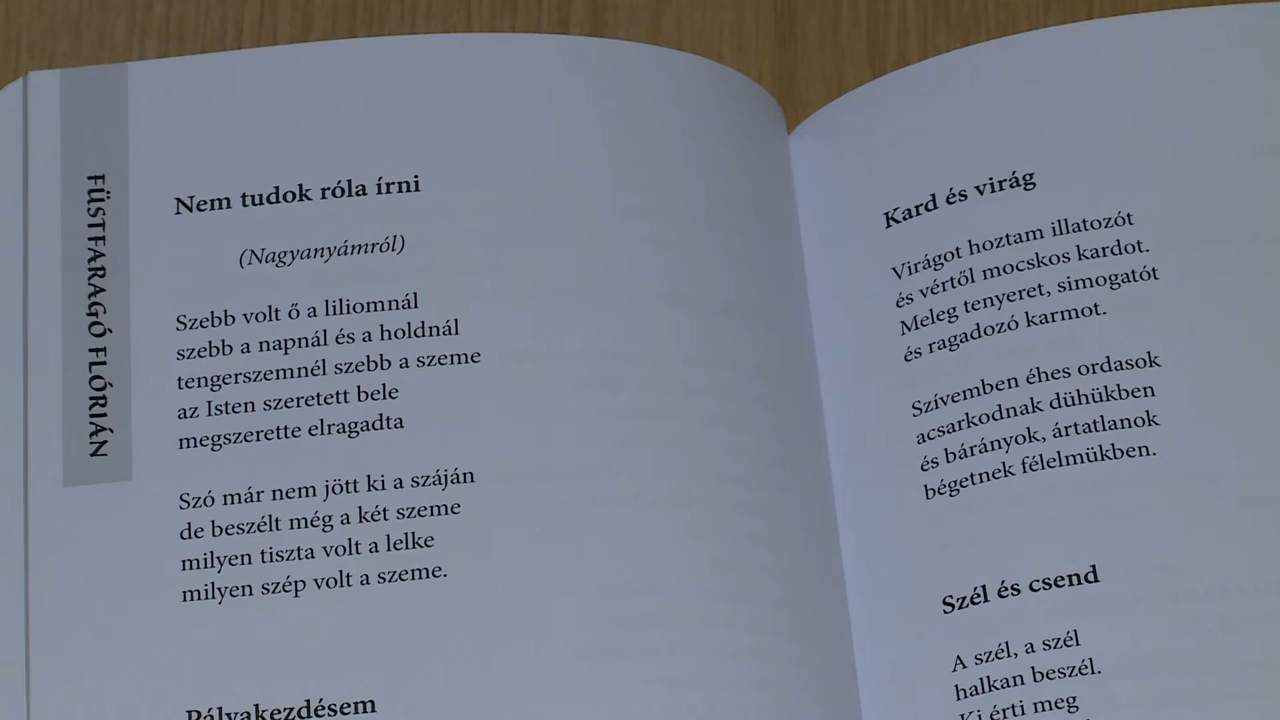 FÜSTFARAGÓ FLÓRIÁN
Nem tudok róla írni
(Nagyanyámról)
Szebb volt ő a liliomnál
szebb a napnál és a holdnál
tengerszemnél szebb a szeme
az Isten szeretett bele
megszerette elragadta
Szó már nem jött ki a száján
de beszélt még a két szeme
milyen tiszta volt a lelke
milyen szép volt a szeme.
Pályakezdésem
Kard és virág
Virágot hoztam illatozót
és vértől mocskos kardot.
Meleg tenyeret, simogatót
és ragadozó karmot.
Szívemben éhes ordasok
acsarkodnak dühükben
és bárányok, ártatlanok
bégetnek félelmükben.
Szél és csend
A szél, a szél
halkan beszél.
Ki érti meg